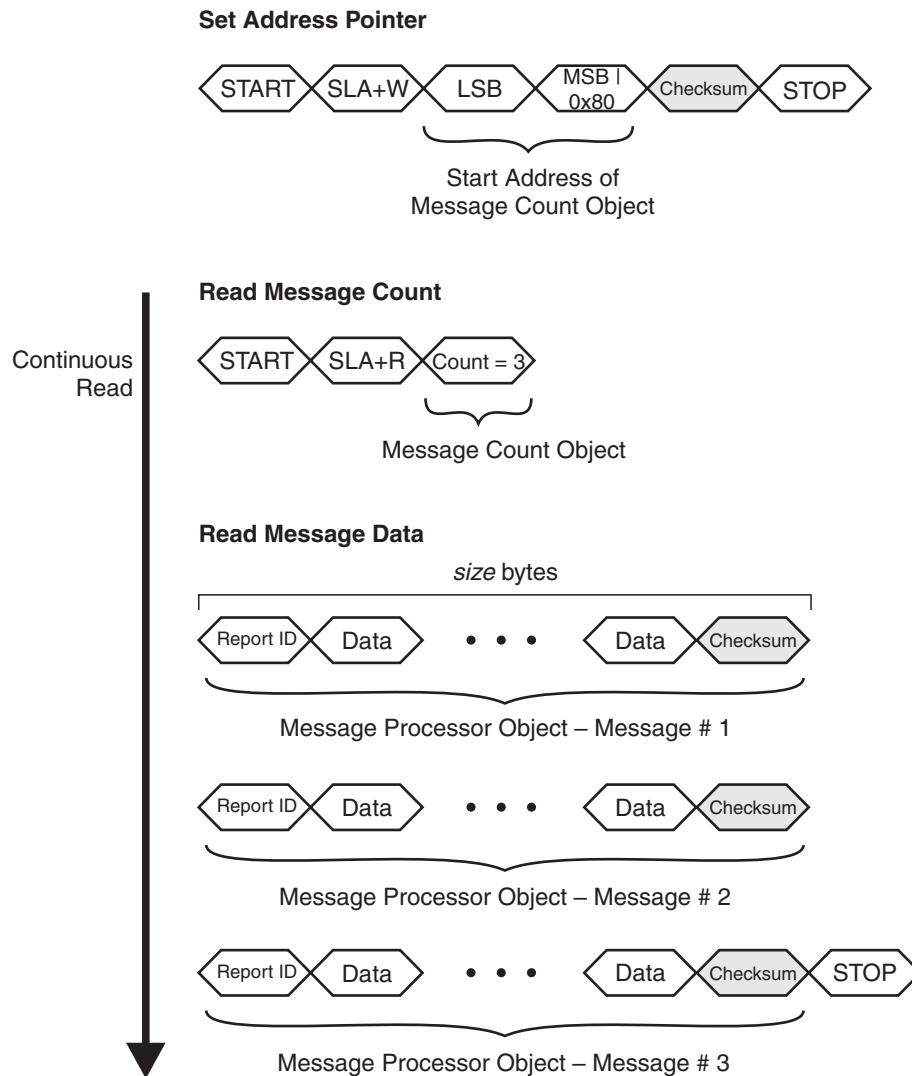 Set Address Pointer
START SLA+W LSB MSB | 0x80 Checksum STOP
Start Address of
Message Count Object
Read Message Count
Continuous
Read
START SLA+R Count = 3
Message Count Object
Read Message Data
size bytes
Report ID Data • • • Data Checksum
Message Processor Object – Message # 1
Report ID Data • • • Data Checksum
Message Processor Object – Message # 2
Report ID Data • • • Data Checksum STOP
Message Processor Object – Message # 3